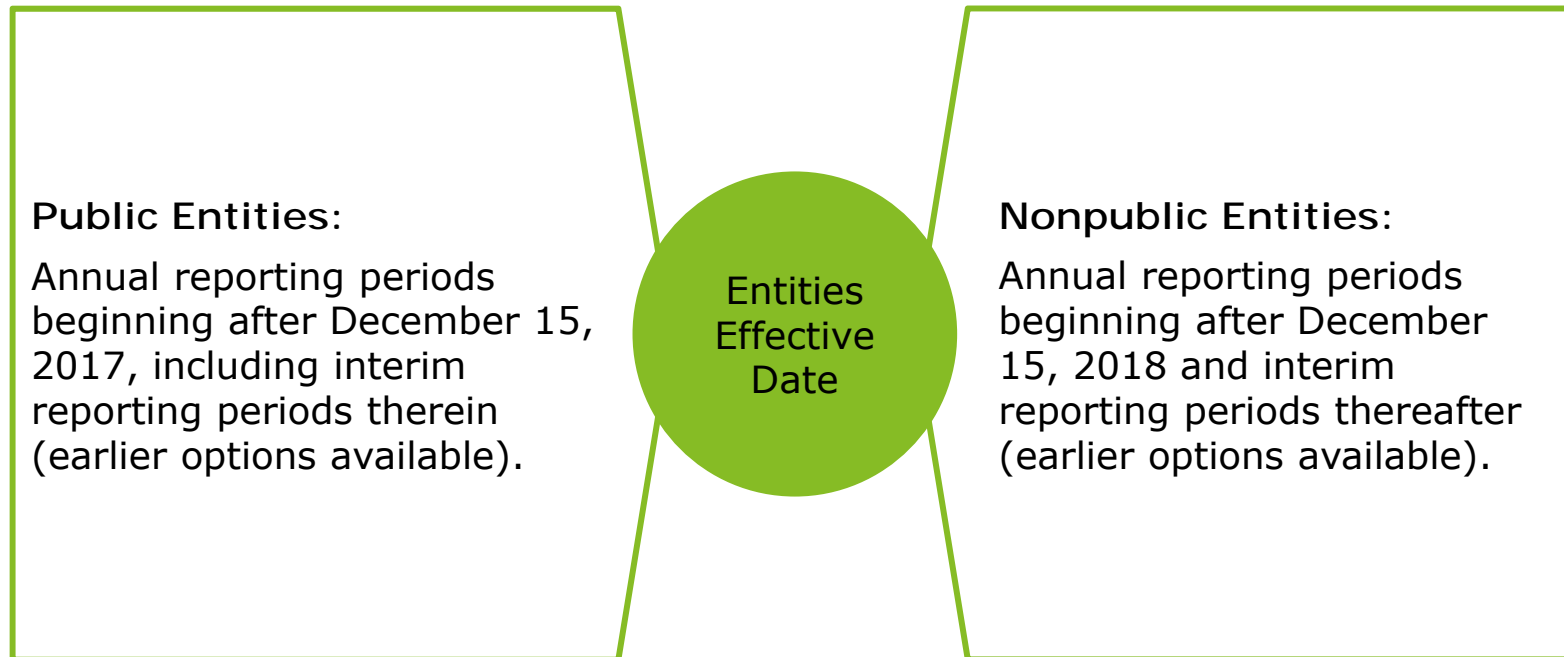 Public Entities:
Annual reporting periods
beginning after December 15,
2017, including interim
reporting periods therein
(earlier options available).
Entities
Effective
Date
Nonpublic Entities:
Annual reporting periods
beginning after December
15, 2018 and interim
reporting periods thereafter
(earlier options available).